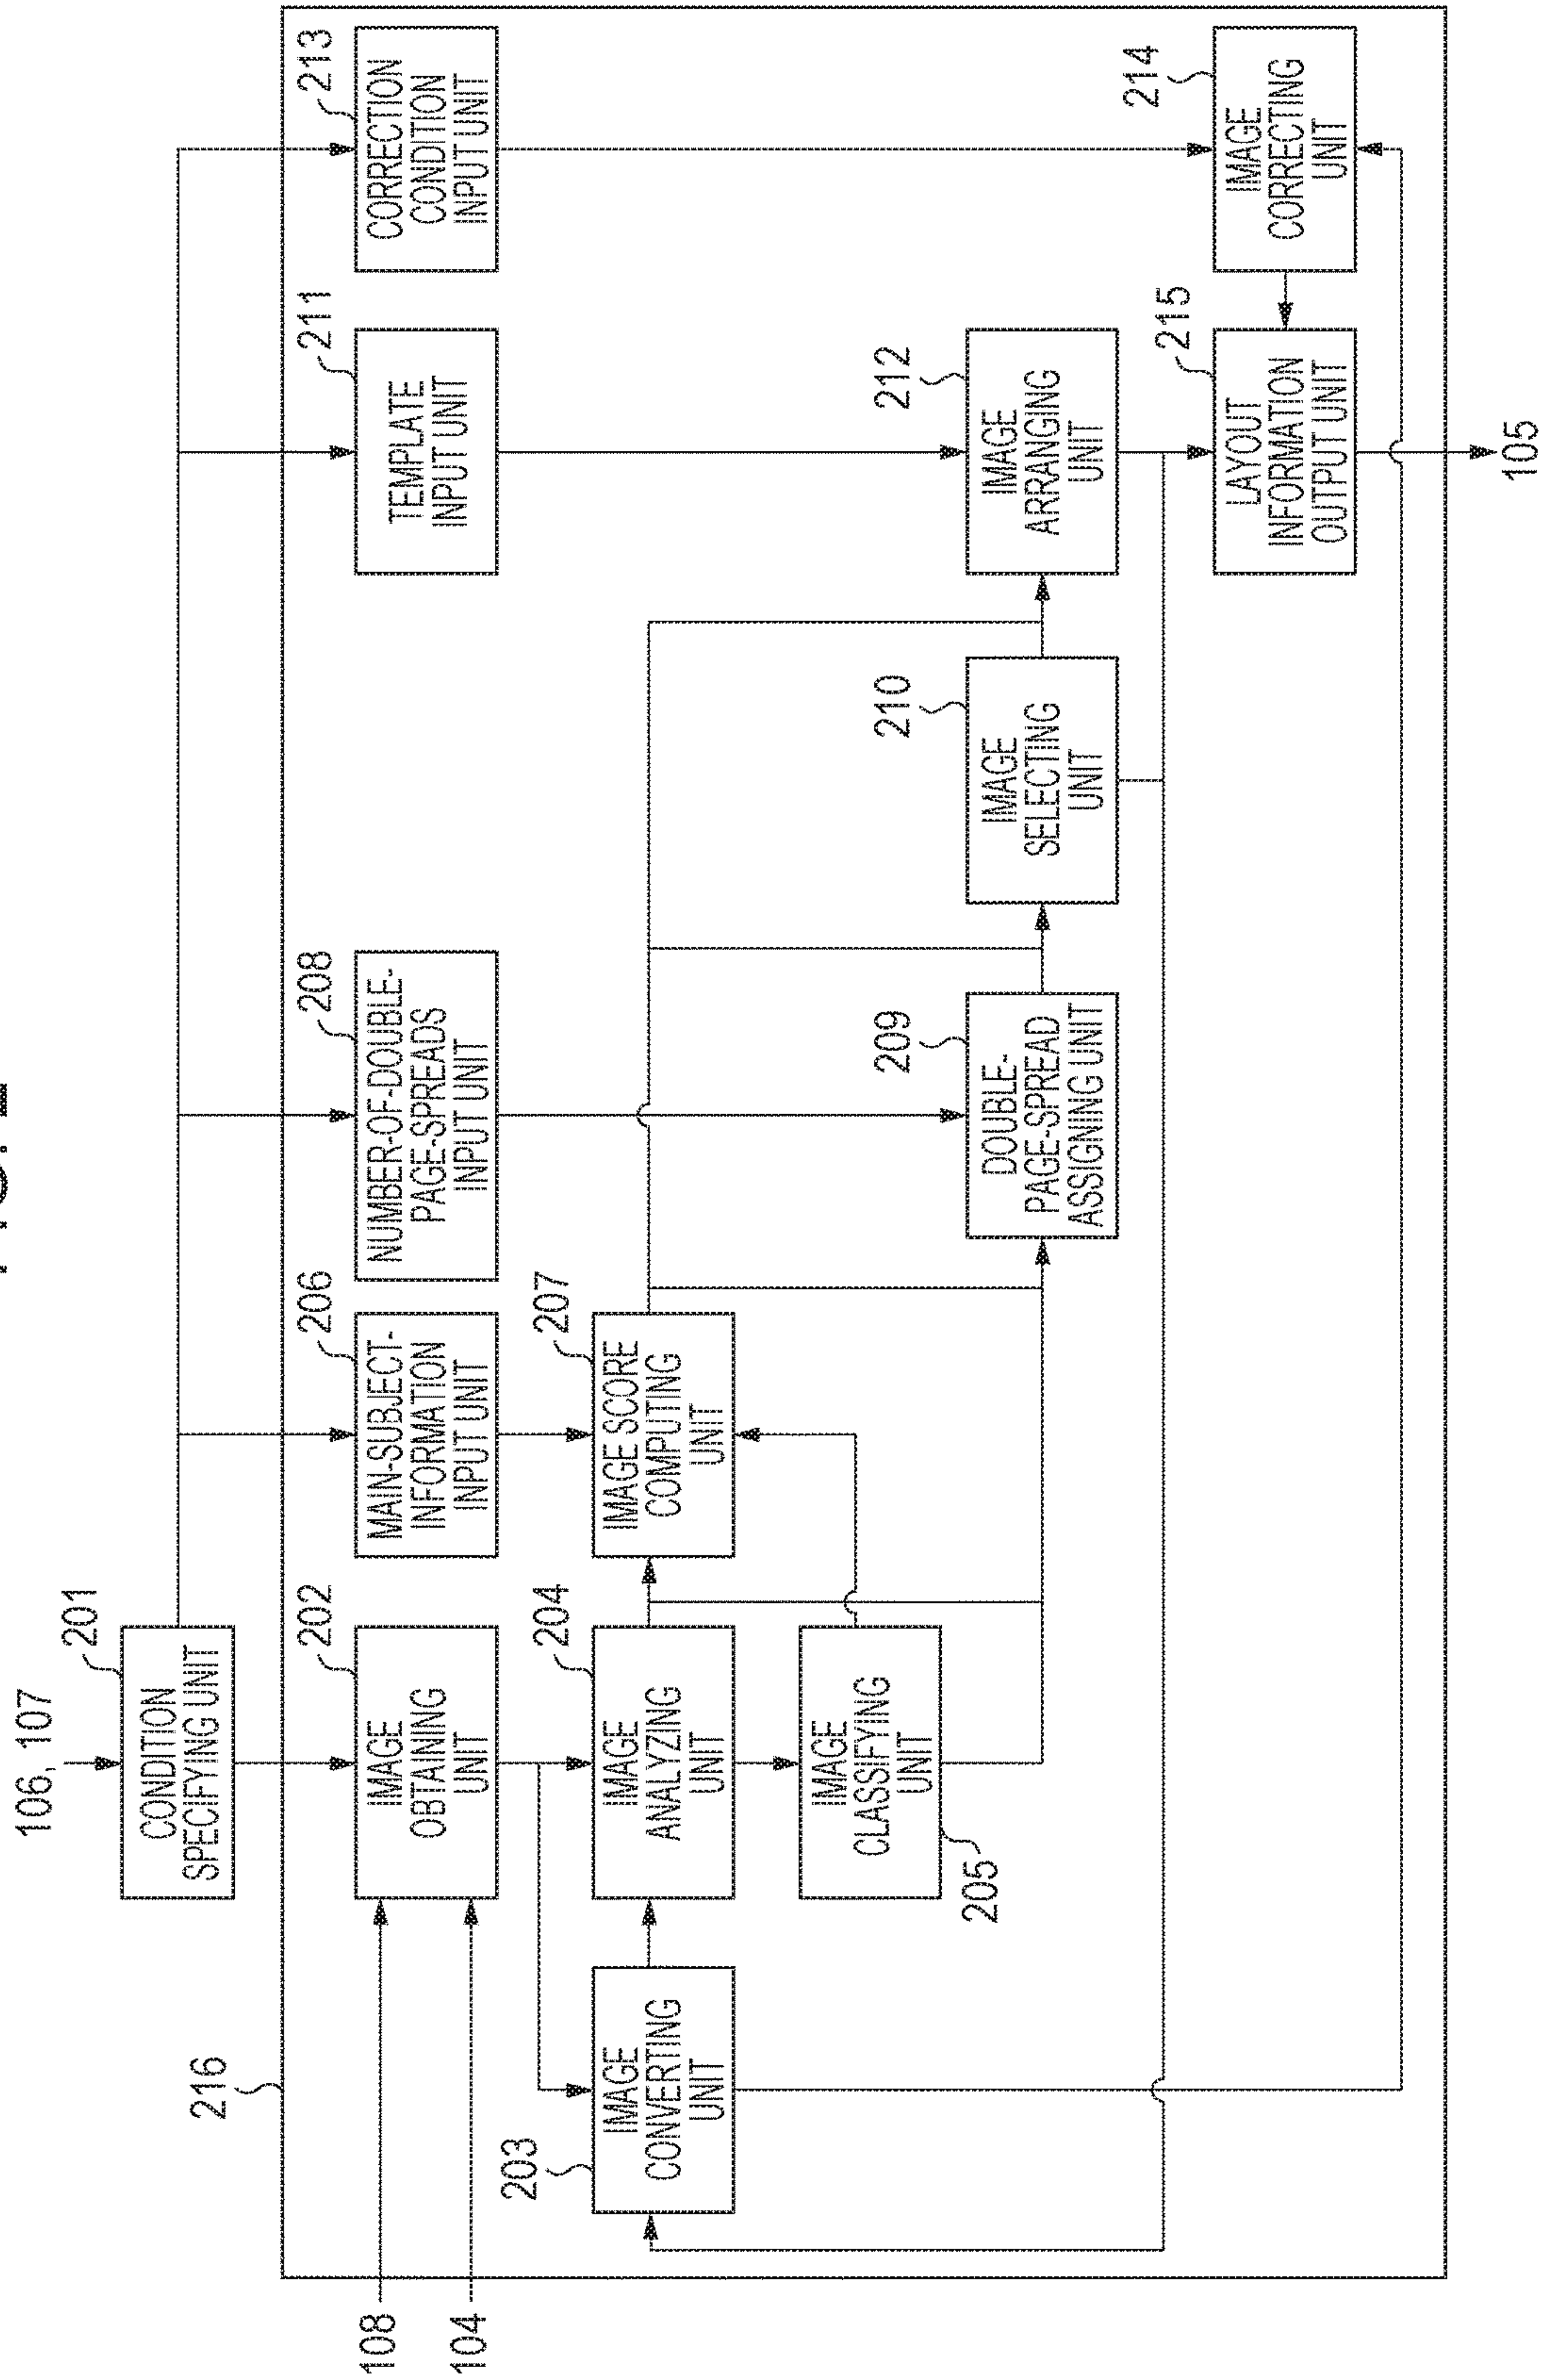 106, 107
201
CONDITION
SPECIFYING UNIT
216
108
104
202
IMAGE
OBTAINING
UNIT
206
MAIN-SUBJECT-
INFORMATION
INPUT UNIT
208
NUMBER-OF-DOUBLE-
PAGE-SPREADS
INPUT UNIT
211
TEMPLATE
INPUT UNIT
213
CORRECTION
CONDITION
INPUT UNIT
203
IMAGE
CONVERTING
UNIT
204
IMAGE
ANALYZING
UNIT
207
IMAGE SCORE
COMPUTING
UNIT
IMAGE
CLASSIFYING
UNIT
205
209
DOUBLE-
PAGE-SPREAD
ASSIGNING UNIT
210
IMAGE
SELECTING
UNIT
212
IMAGE
ARRANGING
UNIT
215
LAYOUT
INFORMATION
OUTPUT UNIT
214
IMAGE
CORRECTING
UNIT
105